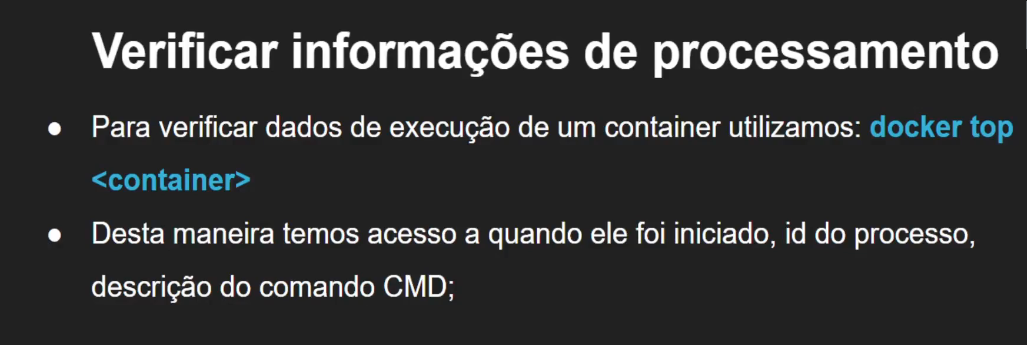 Verificar informações de processamento
● Para verificar dados de execução de um container utilizamos: docker top
<container>
● Desta maneira temos acesso a quando ele foi iniciado, id do processo,
descrição do comando CMD;